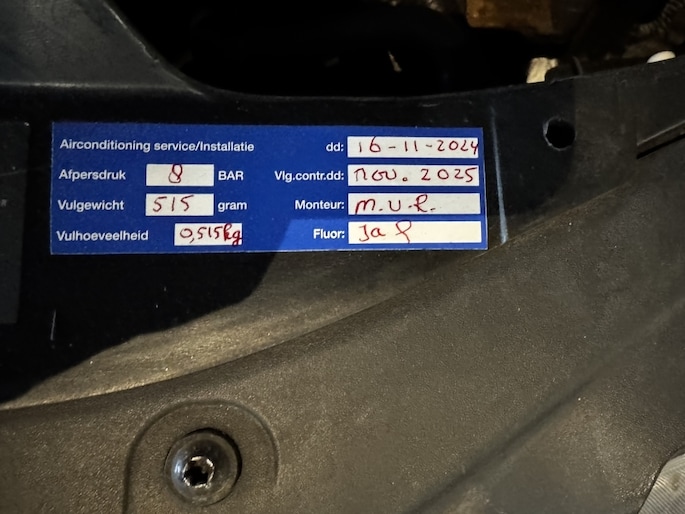 Airconditioning service/Installatie dd: 16-11-2024
Afpersdruk 8 BAR Vlg.contr.dd: nov. 2025
Vulgewicht 515 gram Monteur: M.v.R.
Vulhoeveelheid 0,515kg Fluor: Ja